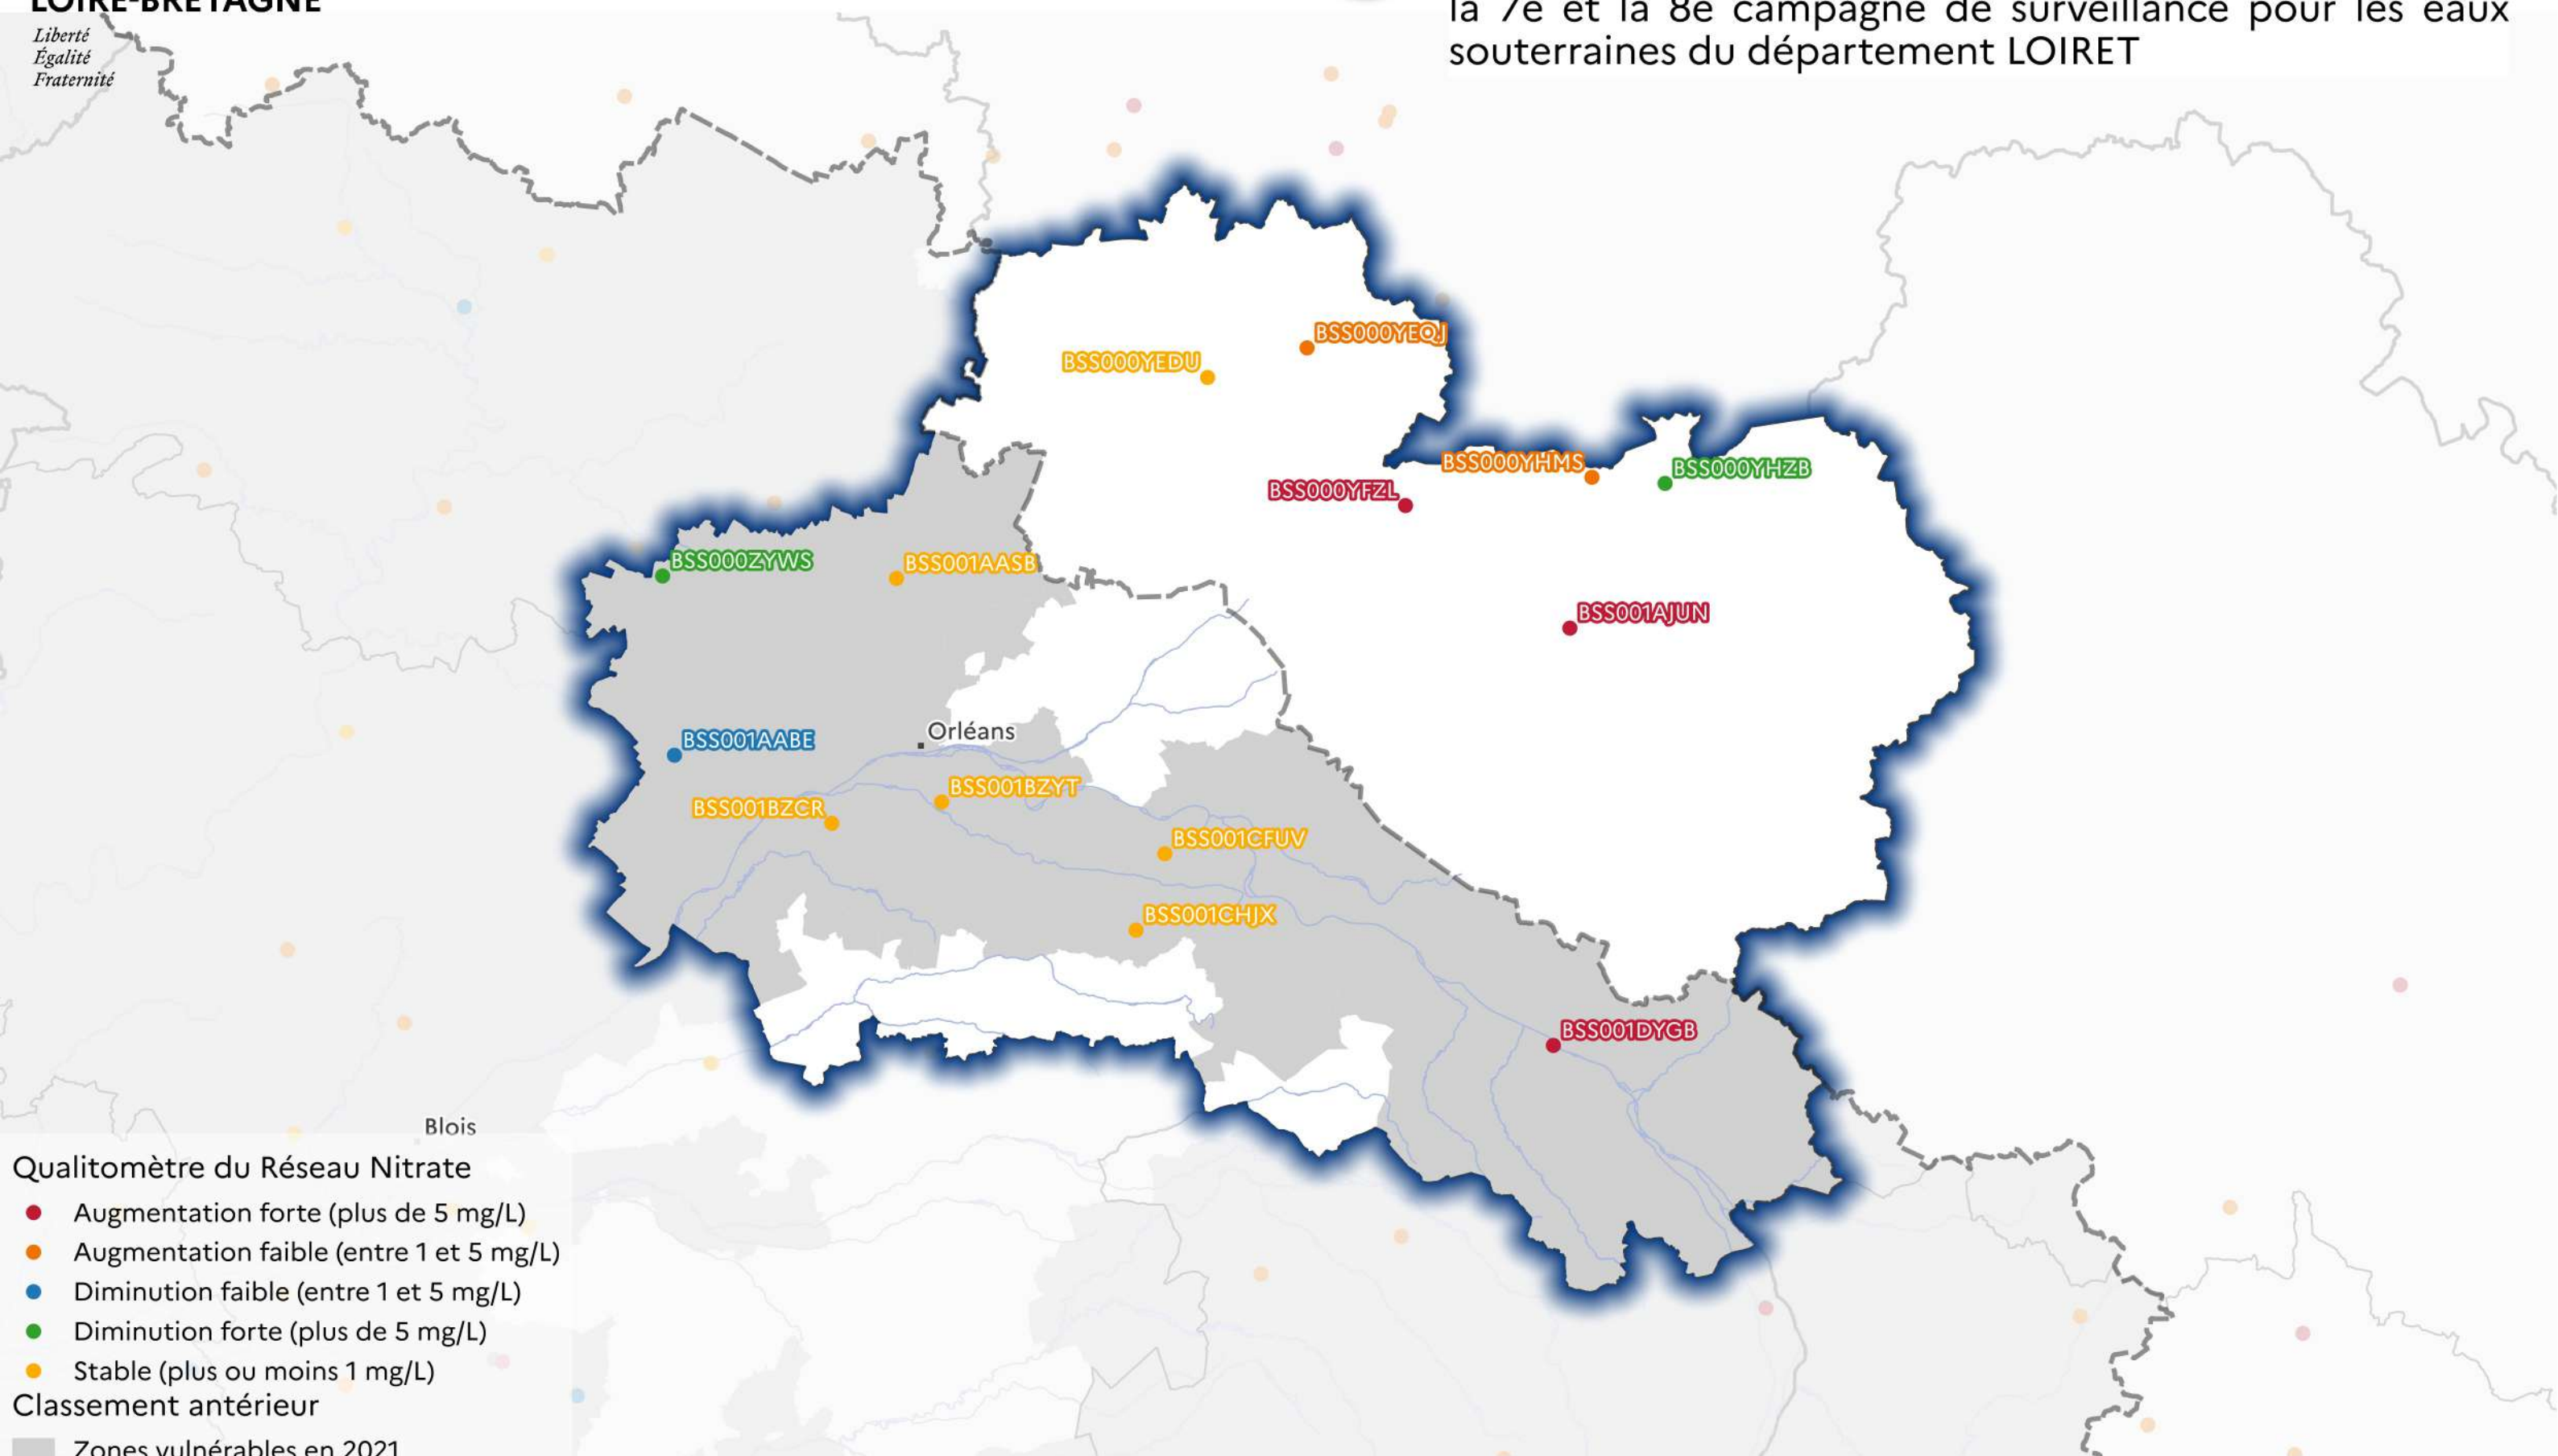 LOIRE-BRETAGNE
Liberté
Égalité
Fraternité
la 7e et la 8e campagne de surveillance pour les eaux
souterraines du département LOIRET
BSS000YEQJ
BSS000YEDU
BSS000YHMS
BSS000YHZB
BSS000YFZL
BSS000ZYWS
BSS001AASB
BSS001AJUN
Orléans
BSS001AABE
BSS001BZYT
BSS001BZCR
BSS001CFUV
BSS001CHJX
BSS001DYGB
Blois
Qualitomètre du Réseau Nitrate
Augmentation forte (plus de 5 mg/L)
Augmentation faible (entre 1 et 5 mg/L)
Diminution faible (entre 1 et 5 mg/L)
Diminution forte (plus de 5 mg/L)
Stable (plus ou moins 1 mg/L)
Classement antérieur
Zones vulnérables en 2021